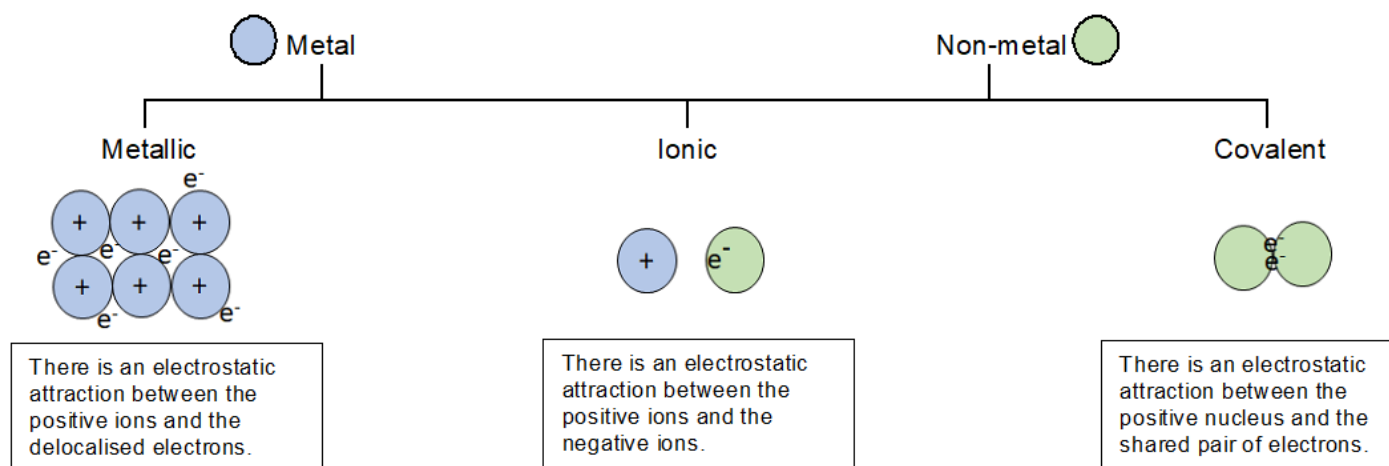 Metal
Non-metal
Metallic
Ionic
Covalent
e-
+ + +
e- e- e-
+ + +
e- e-
+ e-
e-
e-
There is an electrostatic
attraction between the
positive ions and the
delocalised electrons.
There is an electrostatic
attraction between the
positive ions and the
negative ions.
There is an electrostatic
attraction between the
positive nucleus and the
shared pair of electrons.